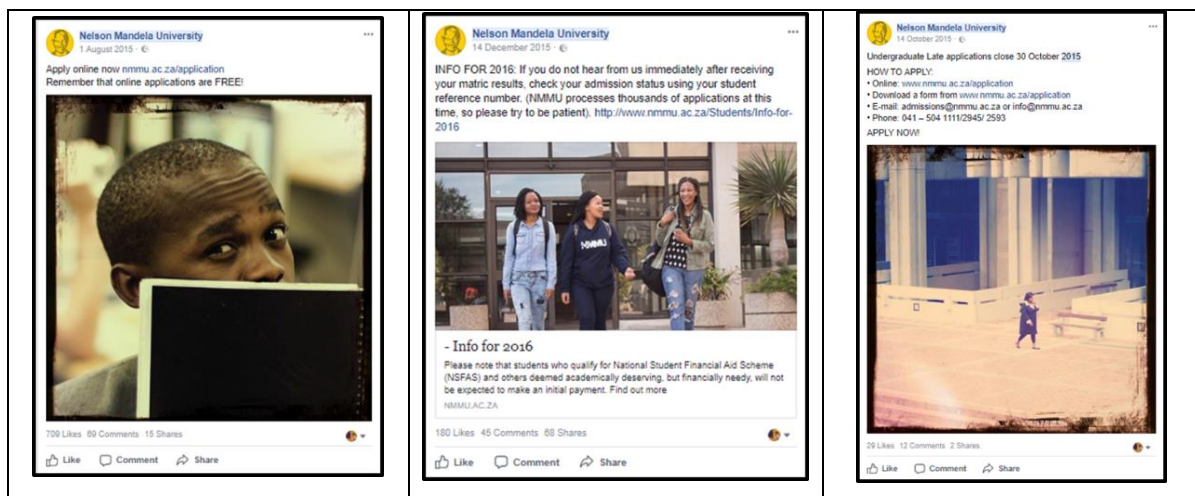 Nelson Mandela University
1 August 2015
Apply online now nmmu.ac.za/application
Remember that online applications are FREE!
709 Likes 69 Comments 15 Shares
Like Comment Share
Nelson Mandela University
14 December 2015
INFO FOR 2016: If you do not hear from us immediately after receiving
your matric results, check your admission status using your student
reference number. (NMMU processes thousands of applications at this
time, so please try to be patient). http://www.nmmu.ac.za/Students/Info-for-
2016
NMMU
- Info for 2016
Please note that students who qualify for National Student Financial Aid Scheme
(NSFAS) and others deemed academically deserving, but financially needy, will not
be expected to make an initial payment. Find out more
NMMU.AC.ZA
180 Likes 45 Comments 68 Shares
Like Comment Share
Nelson Mandela University
14 October 2015
Undergraduate Late applications close 30 October 2015
HOW TO APPLY:
• Online: www.nmmu.ac.za/application
• Download a form from www.nmmu.ac.za/application
• E-mail: admissions@nmmu.ac.za or info@nmmu.ac.za
• Phone: 041 – 504 1111/2945/ 2593
APPLY NOW!
29 Likes 12 Comments 2 Shares
Like Comment Share